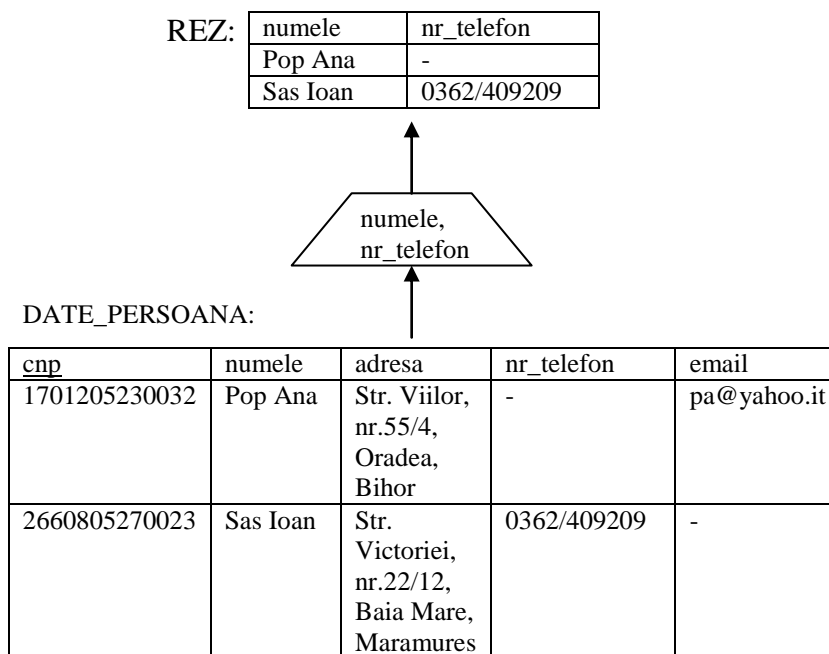 REZ:
numele nr_telefon
Pop Ana -
Sas Ioan 0362/409209
numele,
nr_telefon
DATE_PERSOANA:
cnp numele adresa nr_telefon email
1701205230032 Pop Ana Str. Viilor, - pa@yahoo.it
nr.55/4,
Oradea,
Bihor
2660805270023 Sas Ioan Str. 0362/409209 -
Victoriei,
nr.22/12,
Baia Mare,
Maramures